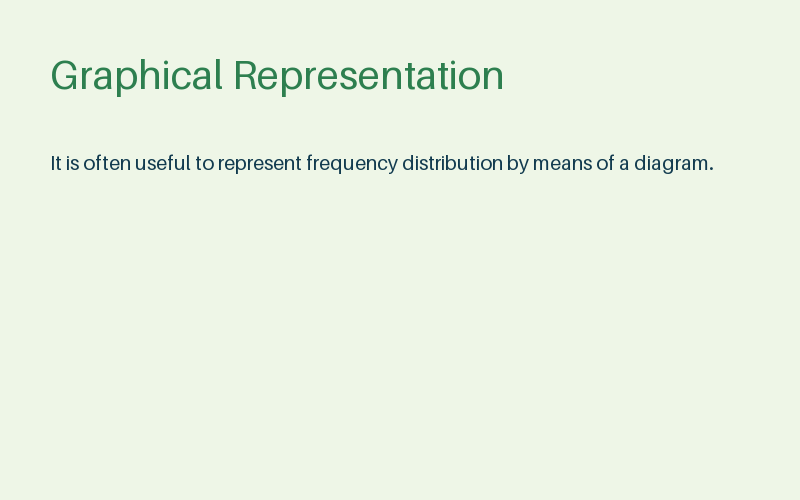 Graphical Representation
It is often useful to represent frequency distribution by means of a diagram.